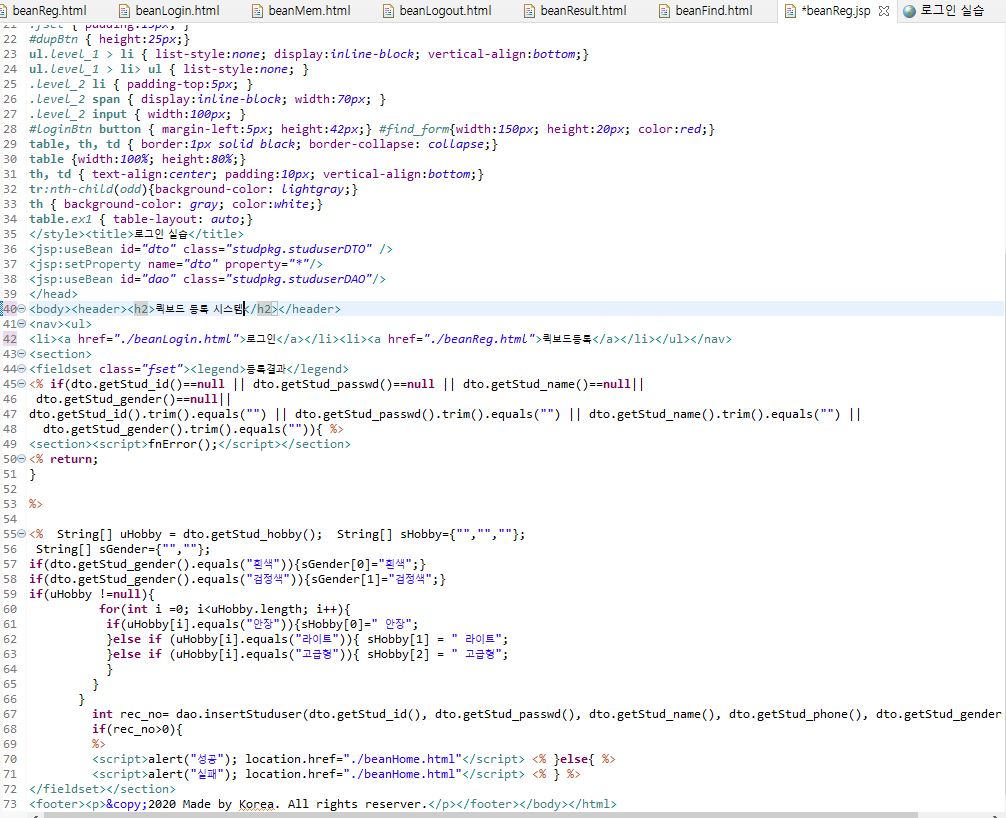 beanReg.html beanLogin.html beanMem.html beanLogout.html beanResult.html beanFind.html *beanReg.jsp 로그인 실습
21 .fset { padding:15px; }
22 #dupBtn { height:25px;}
23 ul.level_1 > li { list-style:none; display:inline-block; vertical-align:bottom;}
24 ul.level_1 > li> ul { list-style:none; }
25 .level_2 li { padding-top:5px; }
26 .level_2 span { display:inline-block; width:70px; }
27 .level_2 input { width:100px; }
28 #loginBtn button { margin-left:5px; height:42px;} #find_form{width:150px; height:20px; color:red;}
29 table, th, td { border:1px solid black; border-collapse: collapse;}
30 table {width:100%; height:80%;}
31 th, td { text-align:center; padding:10px; vertical-align:bottom;}
32 tr:nth-child(odd){background-color: lightgray;}
33 th { background-color: gray; color:white;}
34 table.ex1 { table-layout: auto;}
35 </style><title>로그인 실습</title>
36 <jsp:useBean id="dto" class="studpkg.studuserDTO" />
37 <jsp:setProperty name="dto" property="*"/>
38 <jsp:useBean id="dao" class="studpkg.studuserDAO"/>
39 </head>
40 <body><header><h2>퀵보드 등록 시스템</h2></header>
41 <nav><ul>
42 <li><a href="./beanLogin.html">로그인</a></li><li><a href="./beanReg.html">퀵보드등록</a></li></ul></nav>
43 <section>
44 <fieldset class="fset"><legend>등록결과</legend>
45 <% if(dto.getStud_id()==null || dto.getStud_passwd()==null || dto.getStud_name()==null||
46 dto.getStud_gender()==null||
47 dto.getStud_id().trim().equals("") || dto.getStud_passwd().trim().equals("") || dto.getStud_name().trim().equals("") ||
48 dto.getStud_gender().trim().equals("")){ %>
49 <section><script>fnError();</script></section>
50 <% return;
51 }
52
53 %>
54
55 <% String[] uHobby = dto.getStud_hobby(); String[] sHobby={"","",""};
56 String[] sGender={"",""};
57 if(dto.getStud_gender().equals("흰색")){sGender[0]="흰색";}
58 if(dto.getStud_gender().equals("검정색")){sGender[1]="검정색";}
59 if(uHobby !=null){
60 for(int i =0; i<uHobby.length; i++){
61 if(uHobby[i].equals("안장")){sHobby[0]=" 안장";
62 }else if (uHobby[i].equals("라이트")){ sHobby[1] = " 라이트";
63 }else if (uHobby[i].equals("고급형")){ sHobby[2] = " 고급형";
64 }
65 }
66 }
67 int rec_no= dao.insertStuduser(dto.getStud_id(), dto.getStud_passwd(), dto.getStud_name(), dto.getStud_phone(), dto.getStud_gender
68 if(rec_no>0){
69 %>
70 <script>alert("성공"); location.href="./beanHome.html"</script> <% }else{ %>
71 <script>alert("실패"); location.href="./beanHome.html"</script> <% } %>
72 </fieldset></section>
73 <footer><p>&copy;2020 Made by Korea. All rights reserver.</p></footer></body></html>